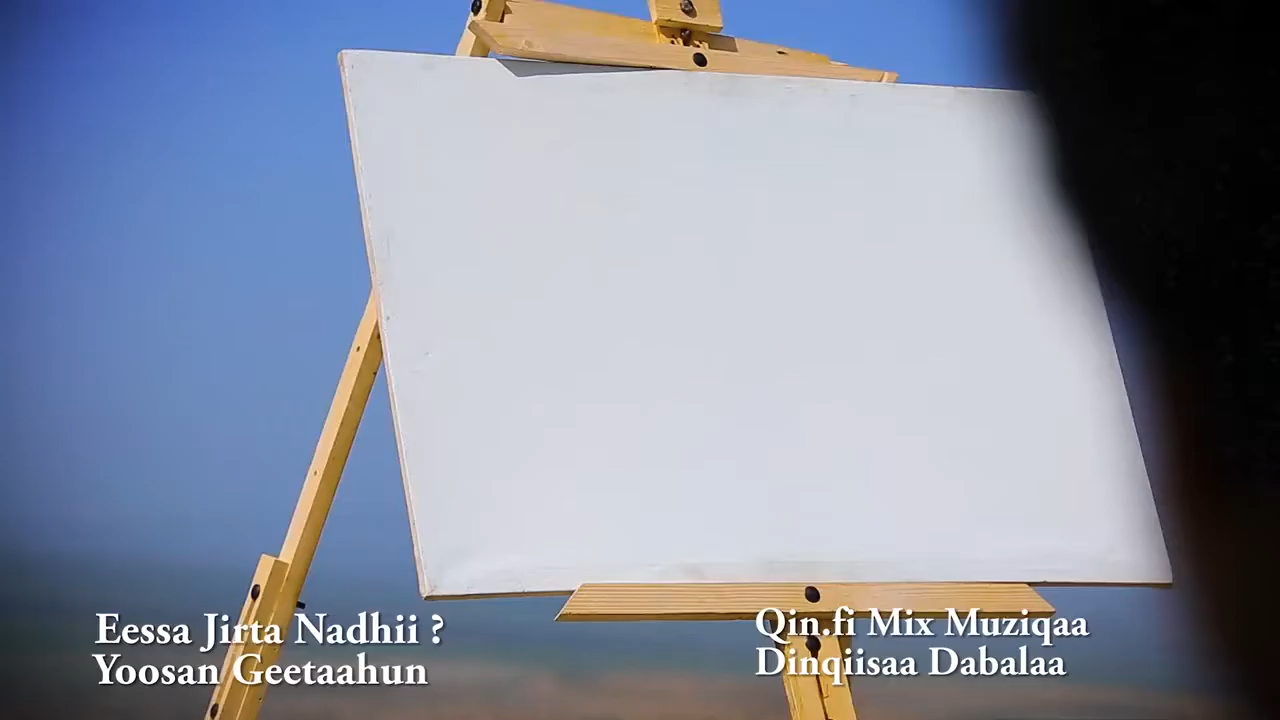 Eessa Jirta Nadhii ?
Yoosan Geetaahun
Qin.fi Mix Muziqaa
Dinqiisaa Dabalaa